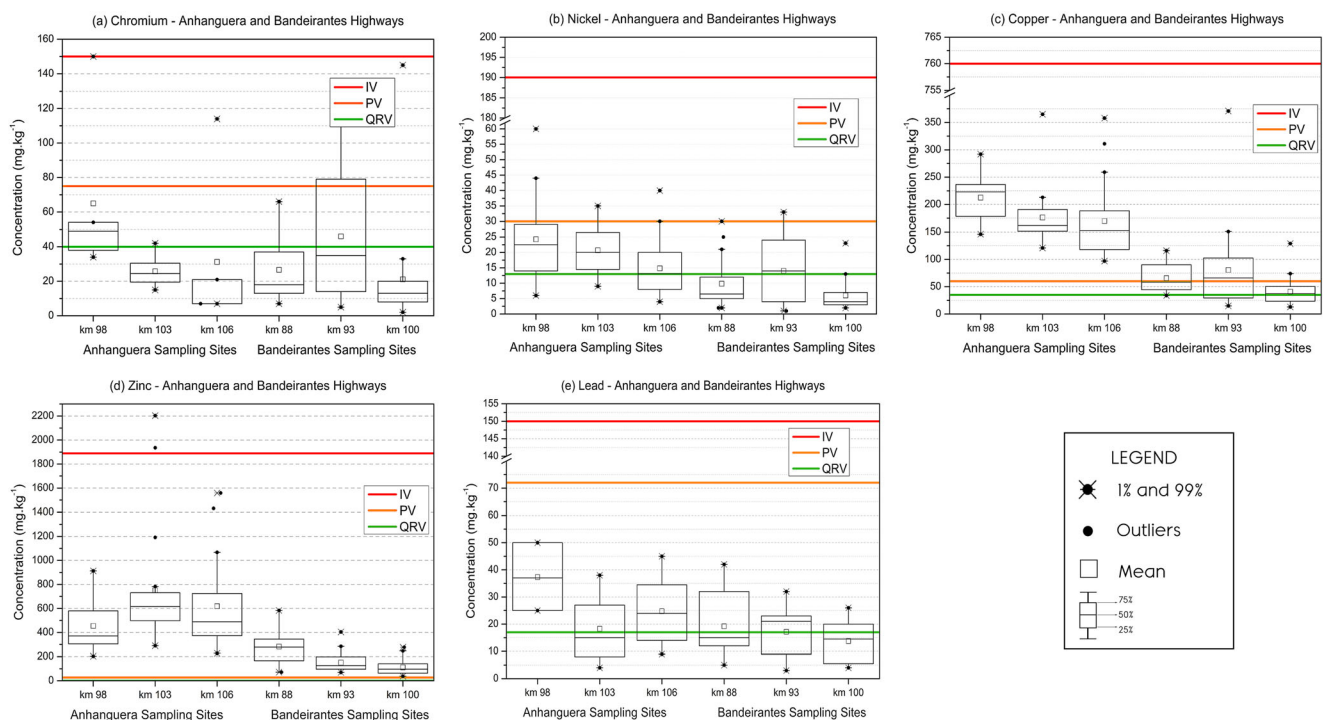 (a) Chromium - Anhanguera and Bandeirantes Highways
160
150
140
130
120
110
100
90
80
70
60
50
40
30
20
10
0
Concentration (mg.kg-1)
IV
PV
QRV
km 98
km 103
km 106
km 88
km 93
km 100
Anhanguera Sampling Sites
Bandeirantes Sampling Sites
(b) Nickel - Anhanguera and Bandeirantes Highways
200
195
190
185
180
60
55
50
45
40
35
30
25
20
15
10
5
0
Concentration (mg.kg-1)
IV
PV
QRV
km 98
km 103
km 106
km 88
km 93
km 100
Anhanguera Sampling Sites
Bandeirantes Sampling Sites
(c) Copper - Anhanguera and Bandeirantes Highways
765
760
755
350
300
250
200
150
100
50
0
Concentration (mg.kg-1)
IV
PV
QRV
km 98
km 103
km 106
km 88
km 93
km 100
Anhanguera Sampling Sites
Bandeirantes Sampling Sites
(d) Zinc - Anhanguera and Bandeirantes Highways
2200
2000
1800
1600
1400
1200
1000
800
600
400
200
0
Concentration (mg.kg-1)
IV
PV
QRV
km 98
km 103
km 106
km 88
km 93
km 100
Anhanguera Sampling Sites
Bandeirantes Sampling Sites
(e) Lead - Anhanguera and Bandeirantes Highways
155
150
145
140
70
60
50
40
30
20
10
0
Concentration (mg.kg-1)
IV
PV
QRV
km 98
km 103
km 106
km 88
km 93
km 100
Anhanguera Sampling Sites
Bandeirantes Sampling Sites
LEGEND
1% and 99%
Outliers
Mean
75%
50%
25%